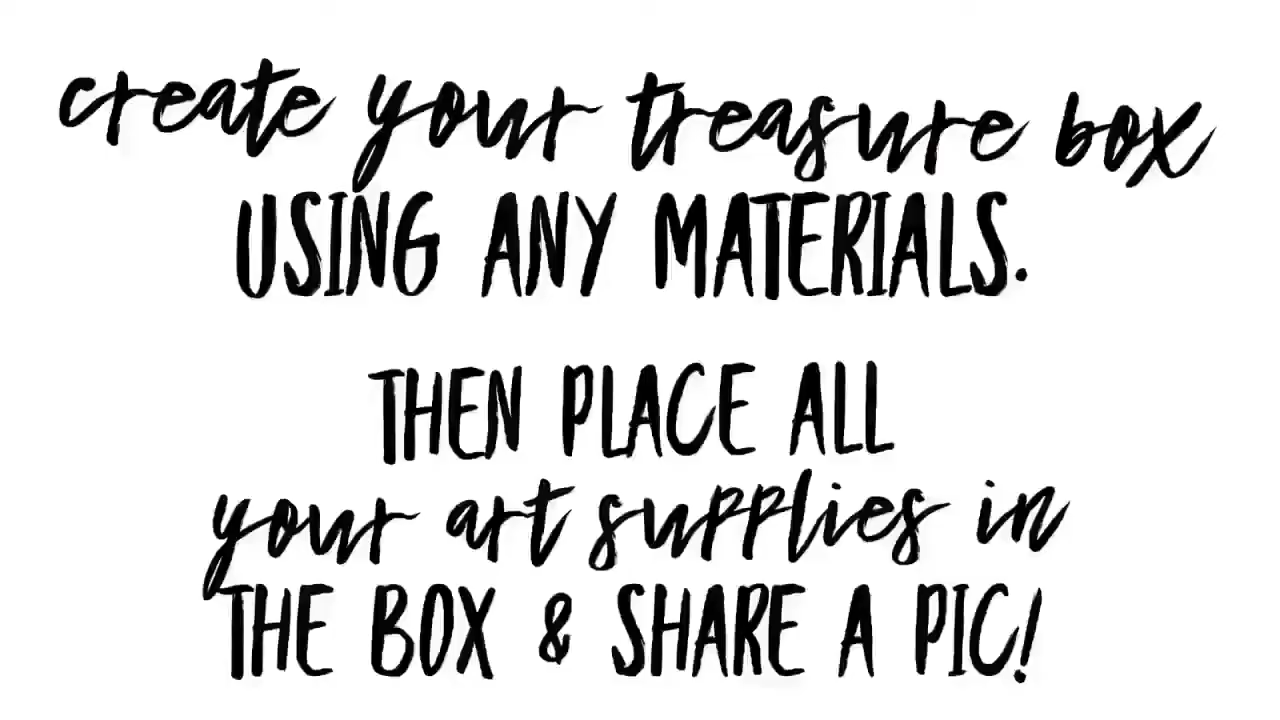 create your treasure box
USING ANY MATERIALS.
THEN PLACE ALL
your art supplies in
THE BOX & SHARE A PIC!